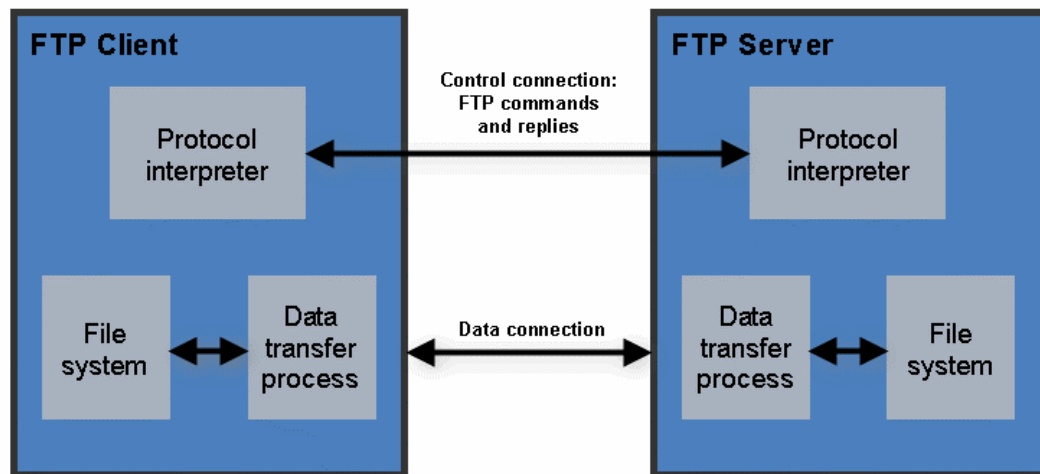 FTP Client
FTP Server
Control connection:
FTP commands
and replies
Protocol
interpreter
Protocol
interpreter
File
system
Data
transfer
process
Data connection
Data
transfer
process
File
system